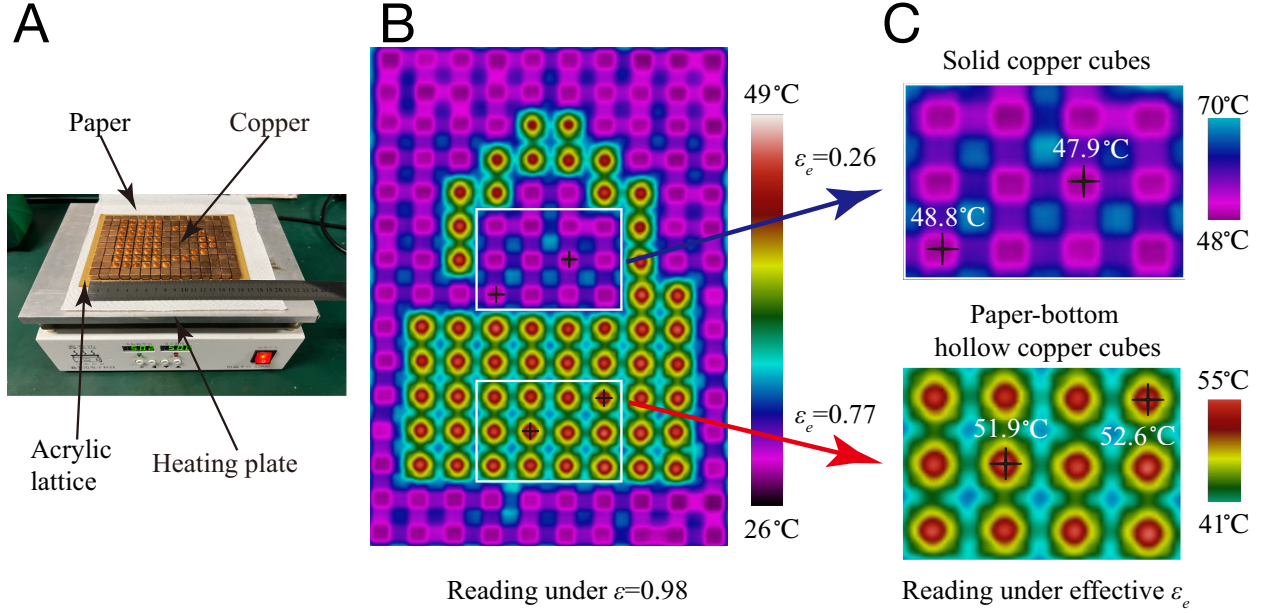 A
Paper
Copper
Acrylic
lattice
Heating plate
B
49℃
εe=0.26
εe=0.77
26℃
Reading under ε=0.98
C
Solid copper cubes
47.9℃
48.8℃
70℃
48℃
Paper-bottom
hollow copper cubes
51.9℃
52.6℃
55℃
41℃
Reading under effective εe